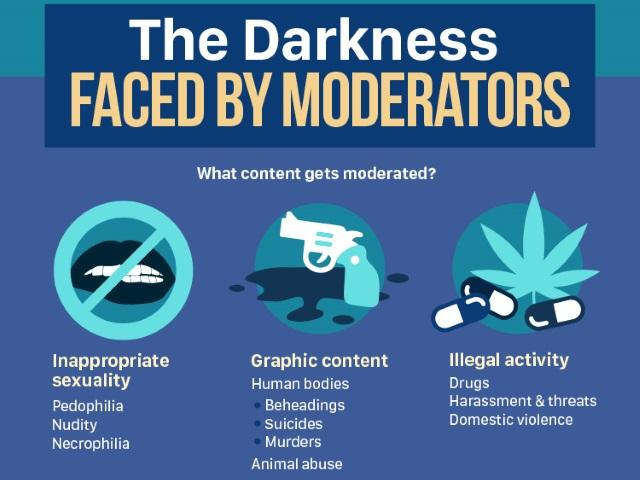 The Darkness
FACED BY MODERATORS
What content gets moderated?
Inappropriate
sexuality
Pedophilia
Nudity
Necrophilia
Graphic content
Human bodies
• Beheadings
• Suicides
• Murders
Animal abuse
Illegal activity
Drugs
Harassment & threats
Domestic violence